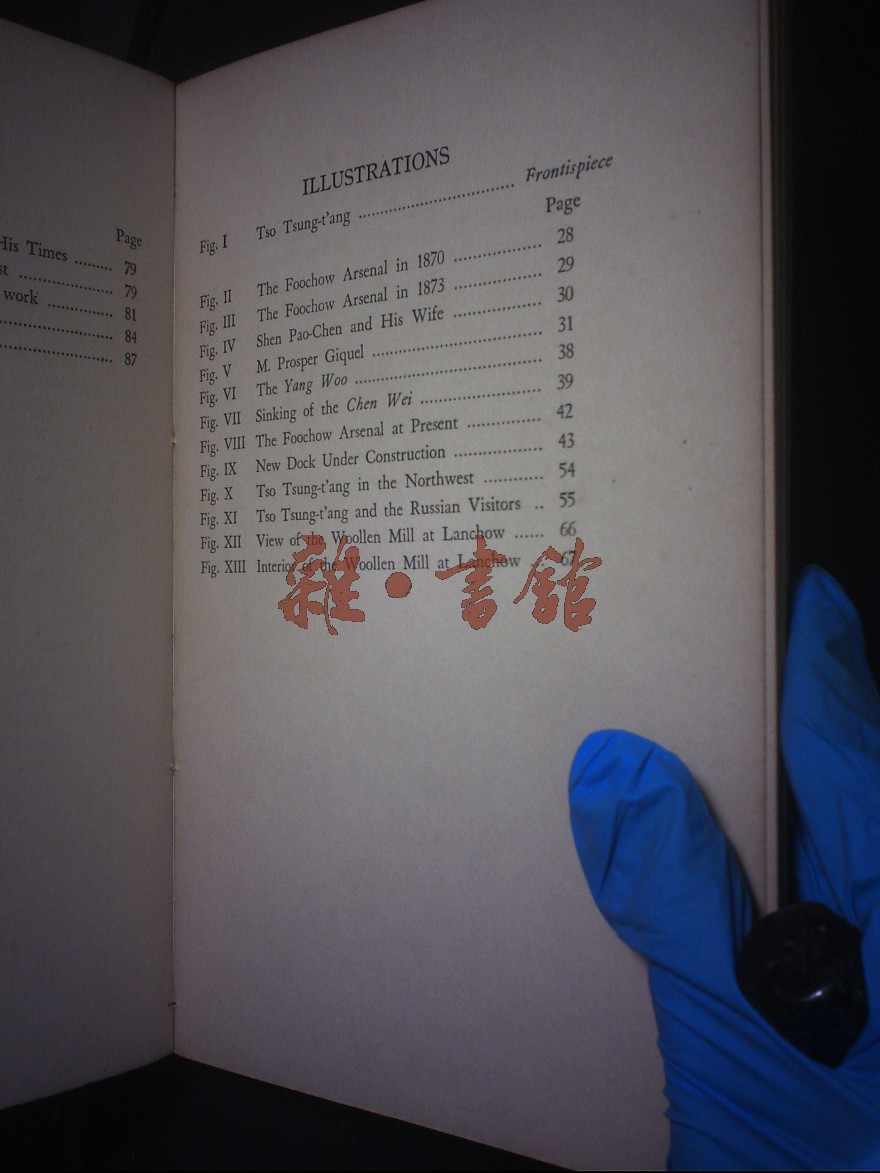 Page
His Times ........ 79
st .................... 79
work .............. 81
........................ 84
........................ 87
ILLUSTRATIONS
Fig. I Tso Tsung-t'ang ................................ Frontispiece
Page
Fig. II The Foochow Arsenal in 1870 .................. 28
Fig. III The Foochow Arsenal in 1873 .................. 29
Fig. IV Shen Pao-Chen and His Wife .................. 30
Fig. V M. Prosper Giquel .................................. 31
Fig. VI The Yang Woo ...................................... 38
Fig. VII Sinking of the Chen Wei ......................... 39
Fig. VIII The Foochow Arsenal at Present ............... 42
Fig. IX New Dock Under Construction .................. 43
Fig. X Tso Tsung-t'ang in the Northwest ............ 54
Fig. XI Tso Tsung-t'ang and the Russian Visitors .. 55
Fig. XII View of the Woollen Mill at Lanchow ...... 66
Fig. XIII Interior of the Woollen Mill at Lanchow ... 67
雜·書館